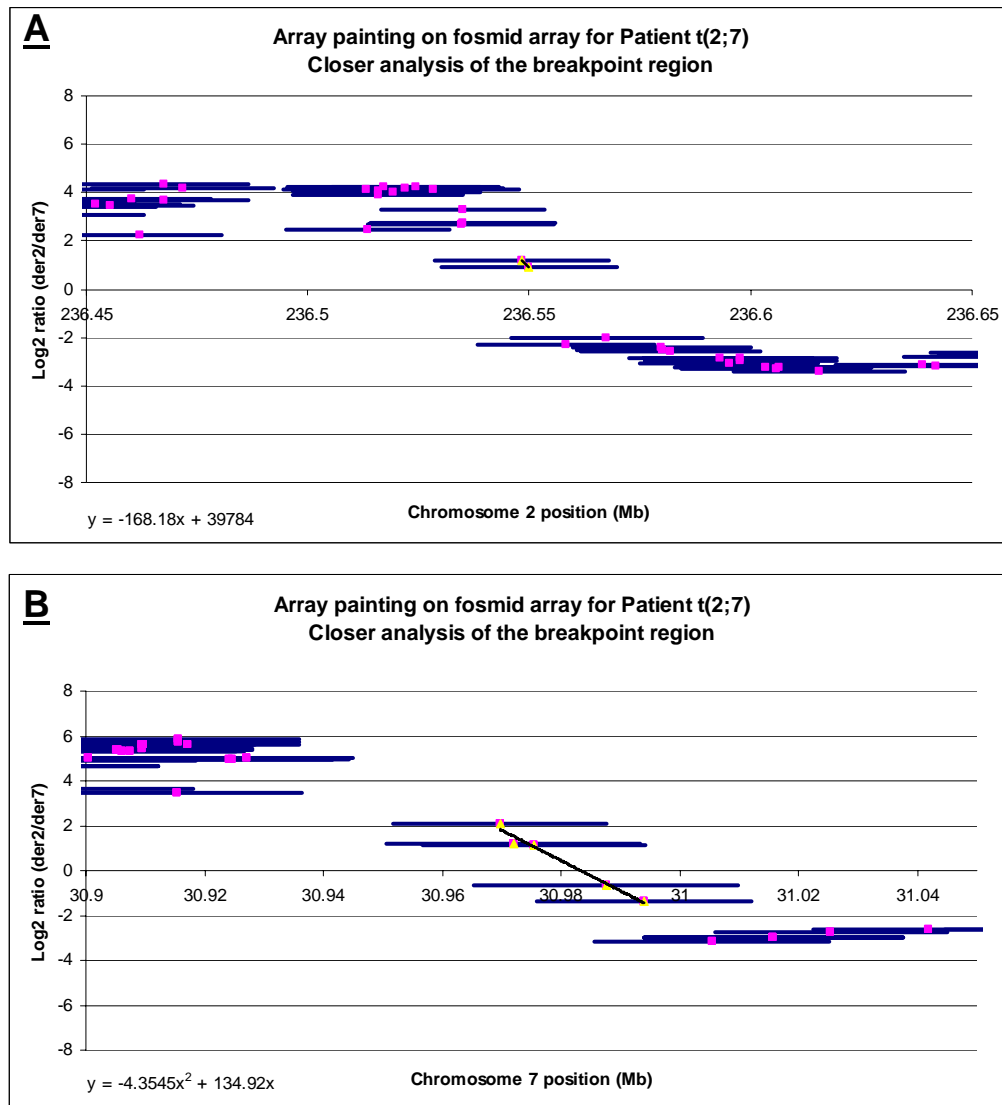 A
Array painting on fosmid array for Patient t(2;7)
Closer analysis of the breakpoint region
Log2 ratio (der2/der7)
8
6
4
2
0
-2
-4
-6
-8
236.45 236.5 236.55 236.6 236.65
Chromosome 2 position (Mb)
y = -168.18x + 39784
B
Array painting on fosmid array for Patient t(2;7)
Closer analysis of the breakpoint region
Log2 ratio (der2/der7)
8
6
4
2
0
-2
-4
-6
-8
30.9 30.92 30.94 30.96 30.98 31 31.02 31.04
Chromosome 7 position (Mb)
y = -4.3545x² + 134.92x